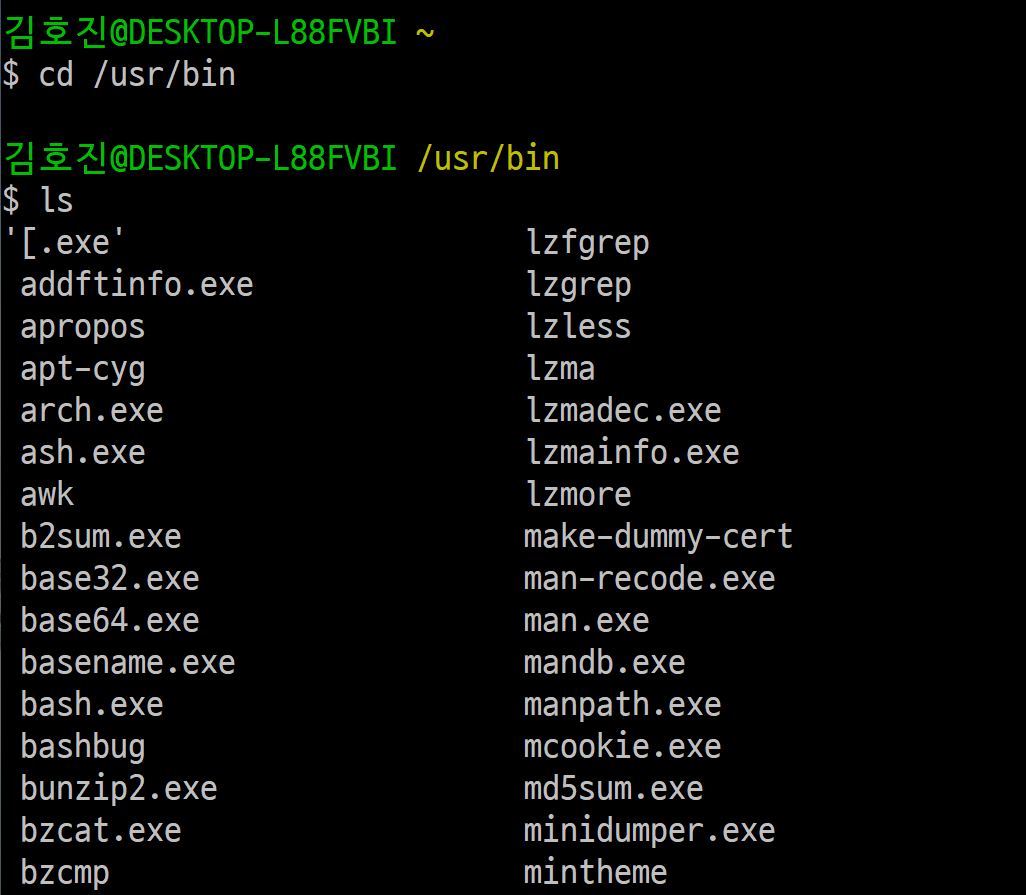 김호진@DESKTOP-L88FVBI ~
$ cd /usr/bin
김호진@DESKTOP-L88FVBI /usr/bin
$ ls
'[.exe' lzfgrep
addftinfo.exe lzgrep
apropos lzless
apt-cyg lzma
arch.exe lzmadec.exe
ash.exe lzmainfo.exe
awk lzmore
b2sum.exe make-dummy-cert
base32.exe man-recode.exe
base64.exe man.exe
basename.exe mandb.exe
bash.exe manpath.exe
bashbug mcookie.exe
bunzip2.exe md5sum.exe
bzcat.exe minidumper.exe
bzcmp mintheme